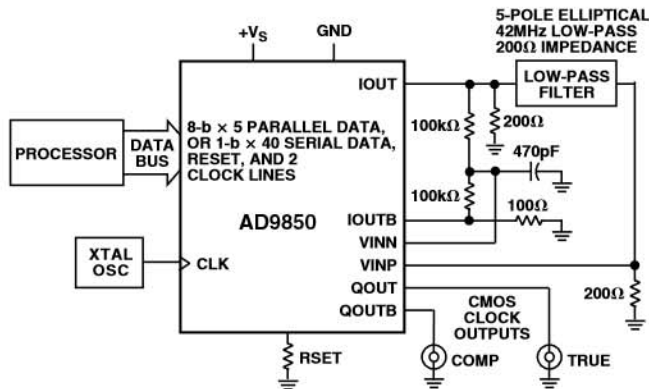 5-POLE ELLIPTICAL
42MHz LOW-PASS
200Ω IMPEDANCE
+VS
GND
IOUT
LOW-PASS
FILTER
100kΩ
200Ω
470pF
PROCESSOR
DATA
BUS
8-b × 5 PARALLEL DATA,
OR 1-b × 40 SERIAL DATA,
RESET, AND 2
CLOCK LINES
100kΩ
AD9850
IOUTB
100Ω
VINN
XTAL
OSC
CLK
VINP
QOUT
200Ω
QOUTB
CMOS
CLOCK
OUTPUTS
RSET
COMP
TRUE